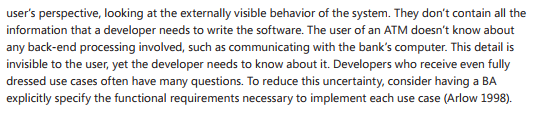 user’s perspective, looking at the externally visible behavior of the system. They don’t contain all the
information that a developer needs to write the software. The user of an ATM doesn’t know about
any back-end processing involved, such as communicating with the bank’s computer. This detail is
invisible to the user, yet the developer needs to know about it. Developers who receive even fully
dressed use cases often have many questions. To reduce this uncertainty, consider having a BA
explicitly specify the functional requirements necessary to implement each use case (Arlow 1998).